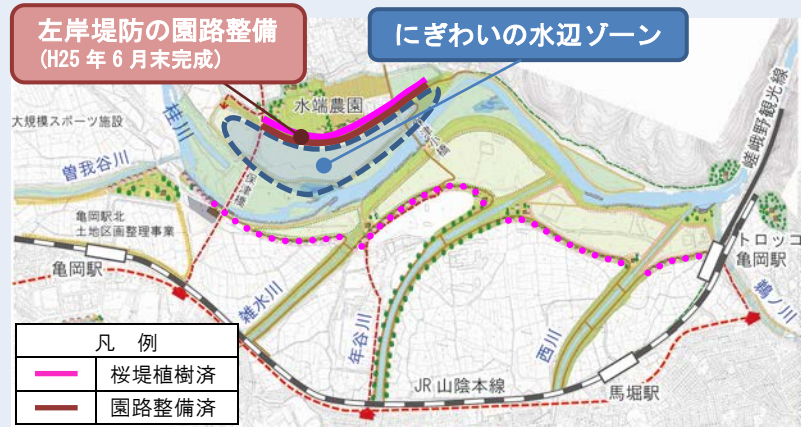 左岸堤防の園路整備
(H25年6月末完成)
にぎわいの水辺ゾーン
水端農園
大規模スポーツ施設
桂川
曽我谷川
保津橋
嵯峨野観光線
亀岡駅北
土地区画整理事業
亀岡駅
トロッコ
亀岡駅
鵜ノ川
雑水川
年谷川
西川
JR山陰本線
馬堀駅
凡 例
桜堤植樹済
園路整備済